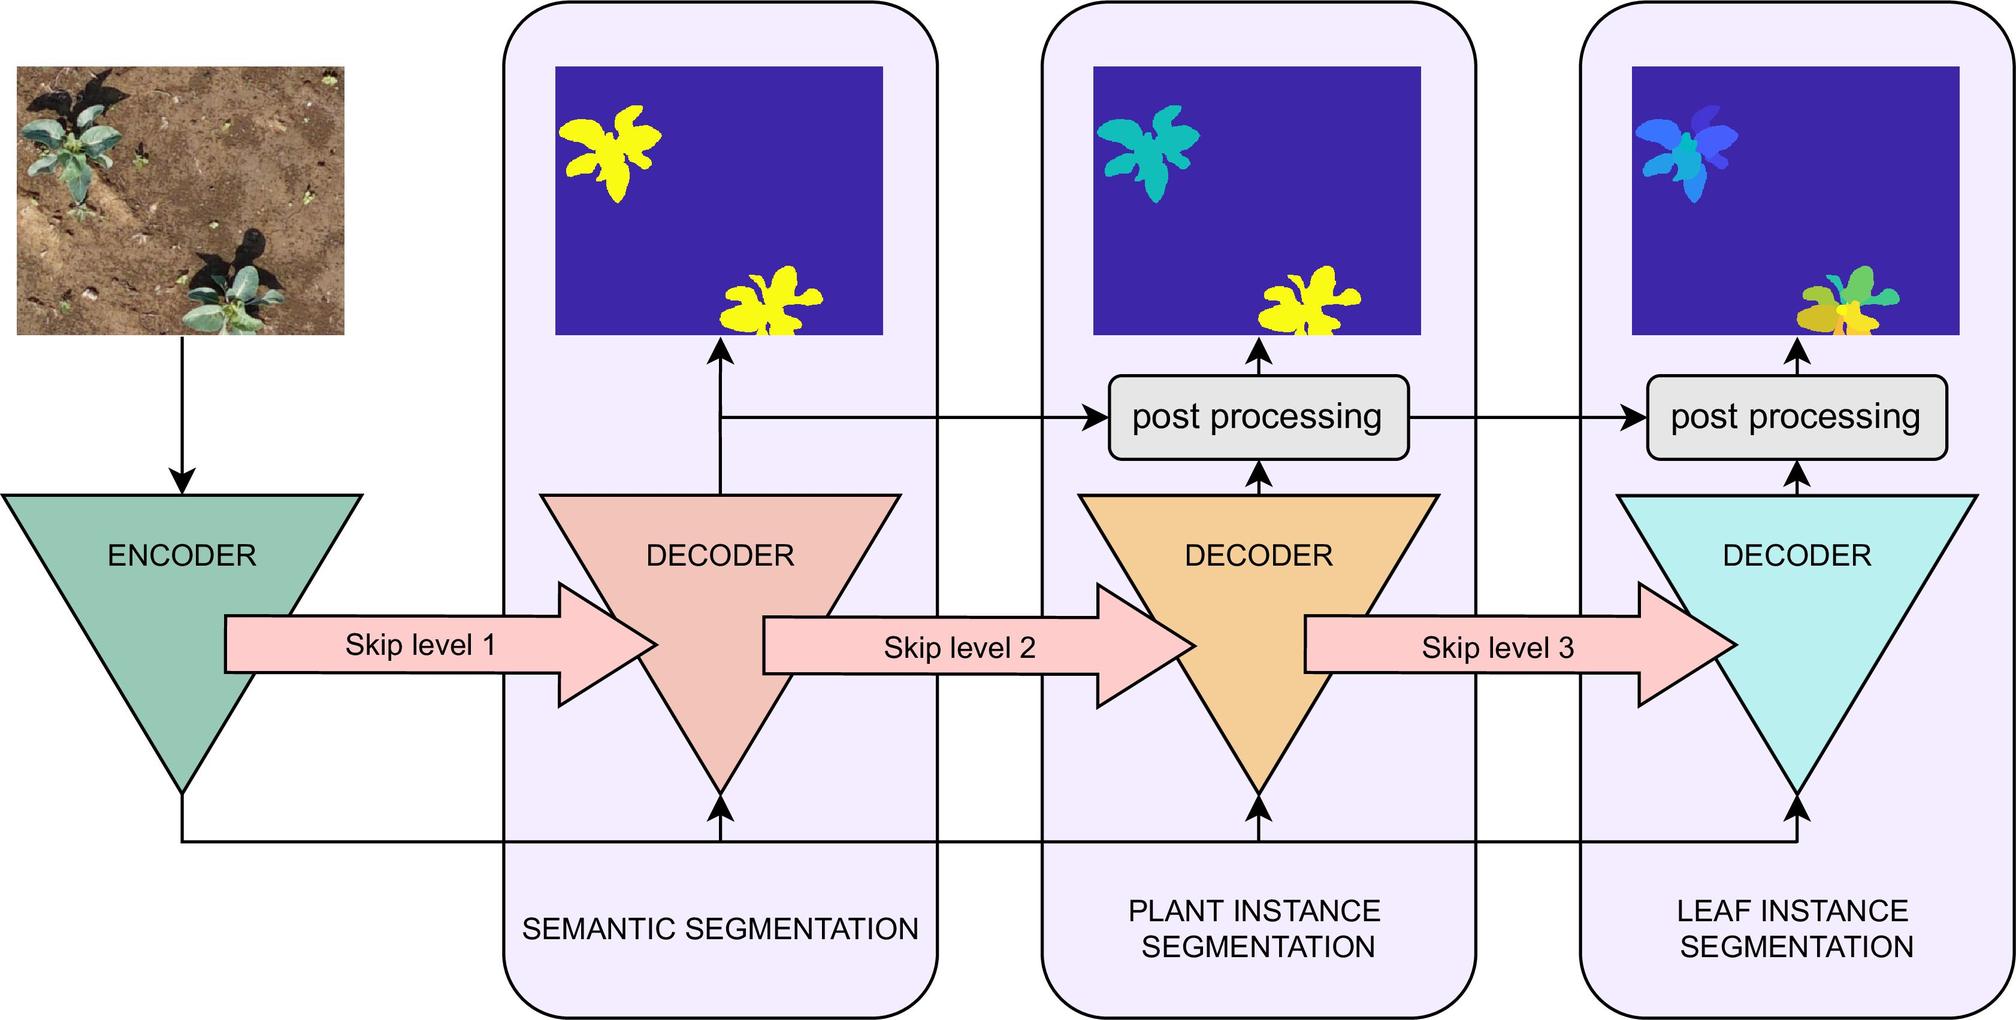 post processing
post processing
ENCODER
DECODER
DECODER
DECODER
Skip level 1
Skip level 2
Skip level 3
SEMANTIC SEGMENTATION
PLANT INSTANCE
SEGMENTATION
LEAF INSTANCE
SEGMENTATION